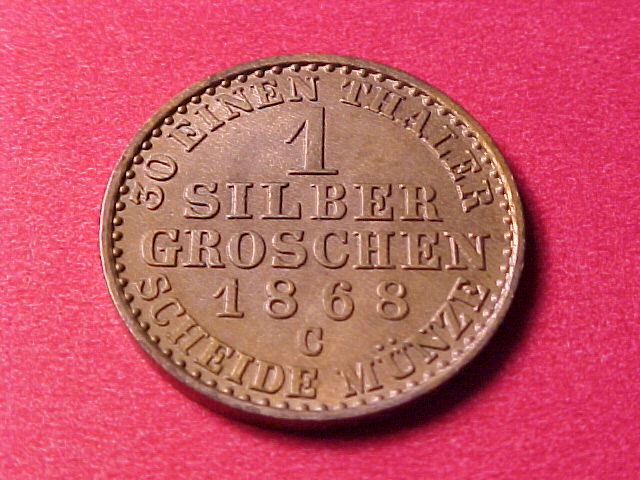 30 EINEN THALER
1
SILBER
GROSCHEN
1868
C
SCHEIDE MÜNZE